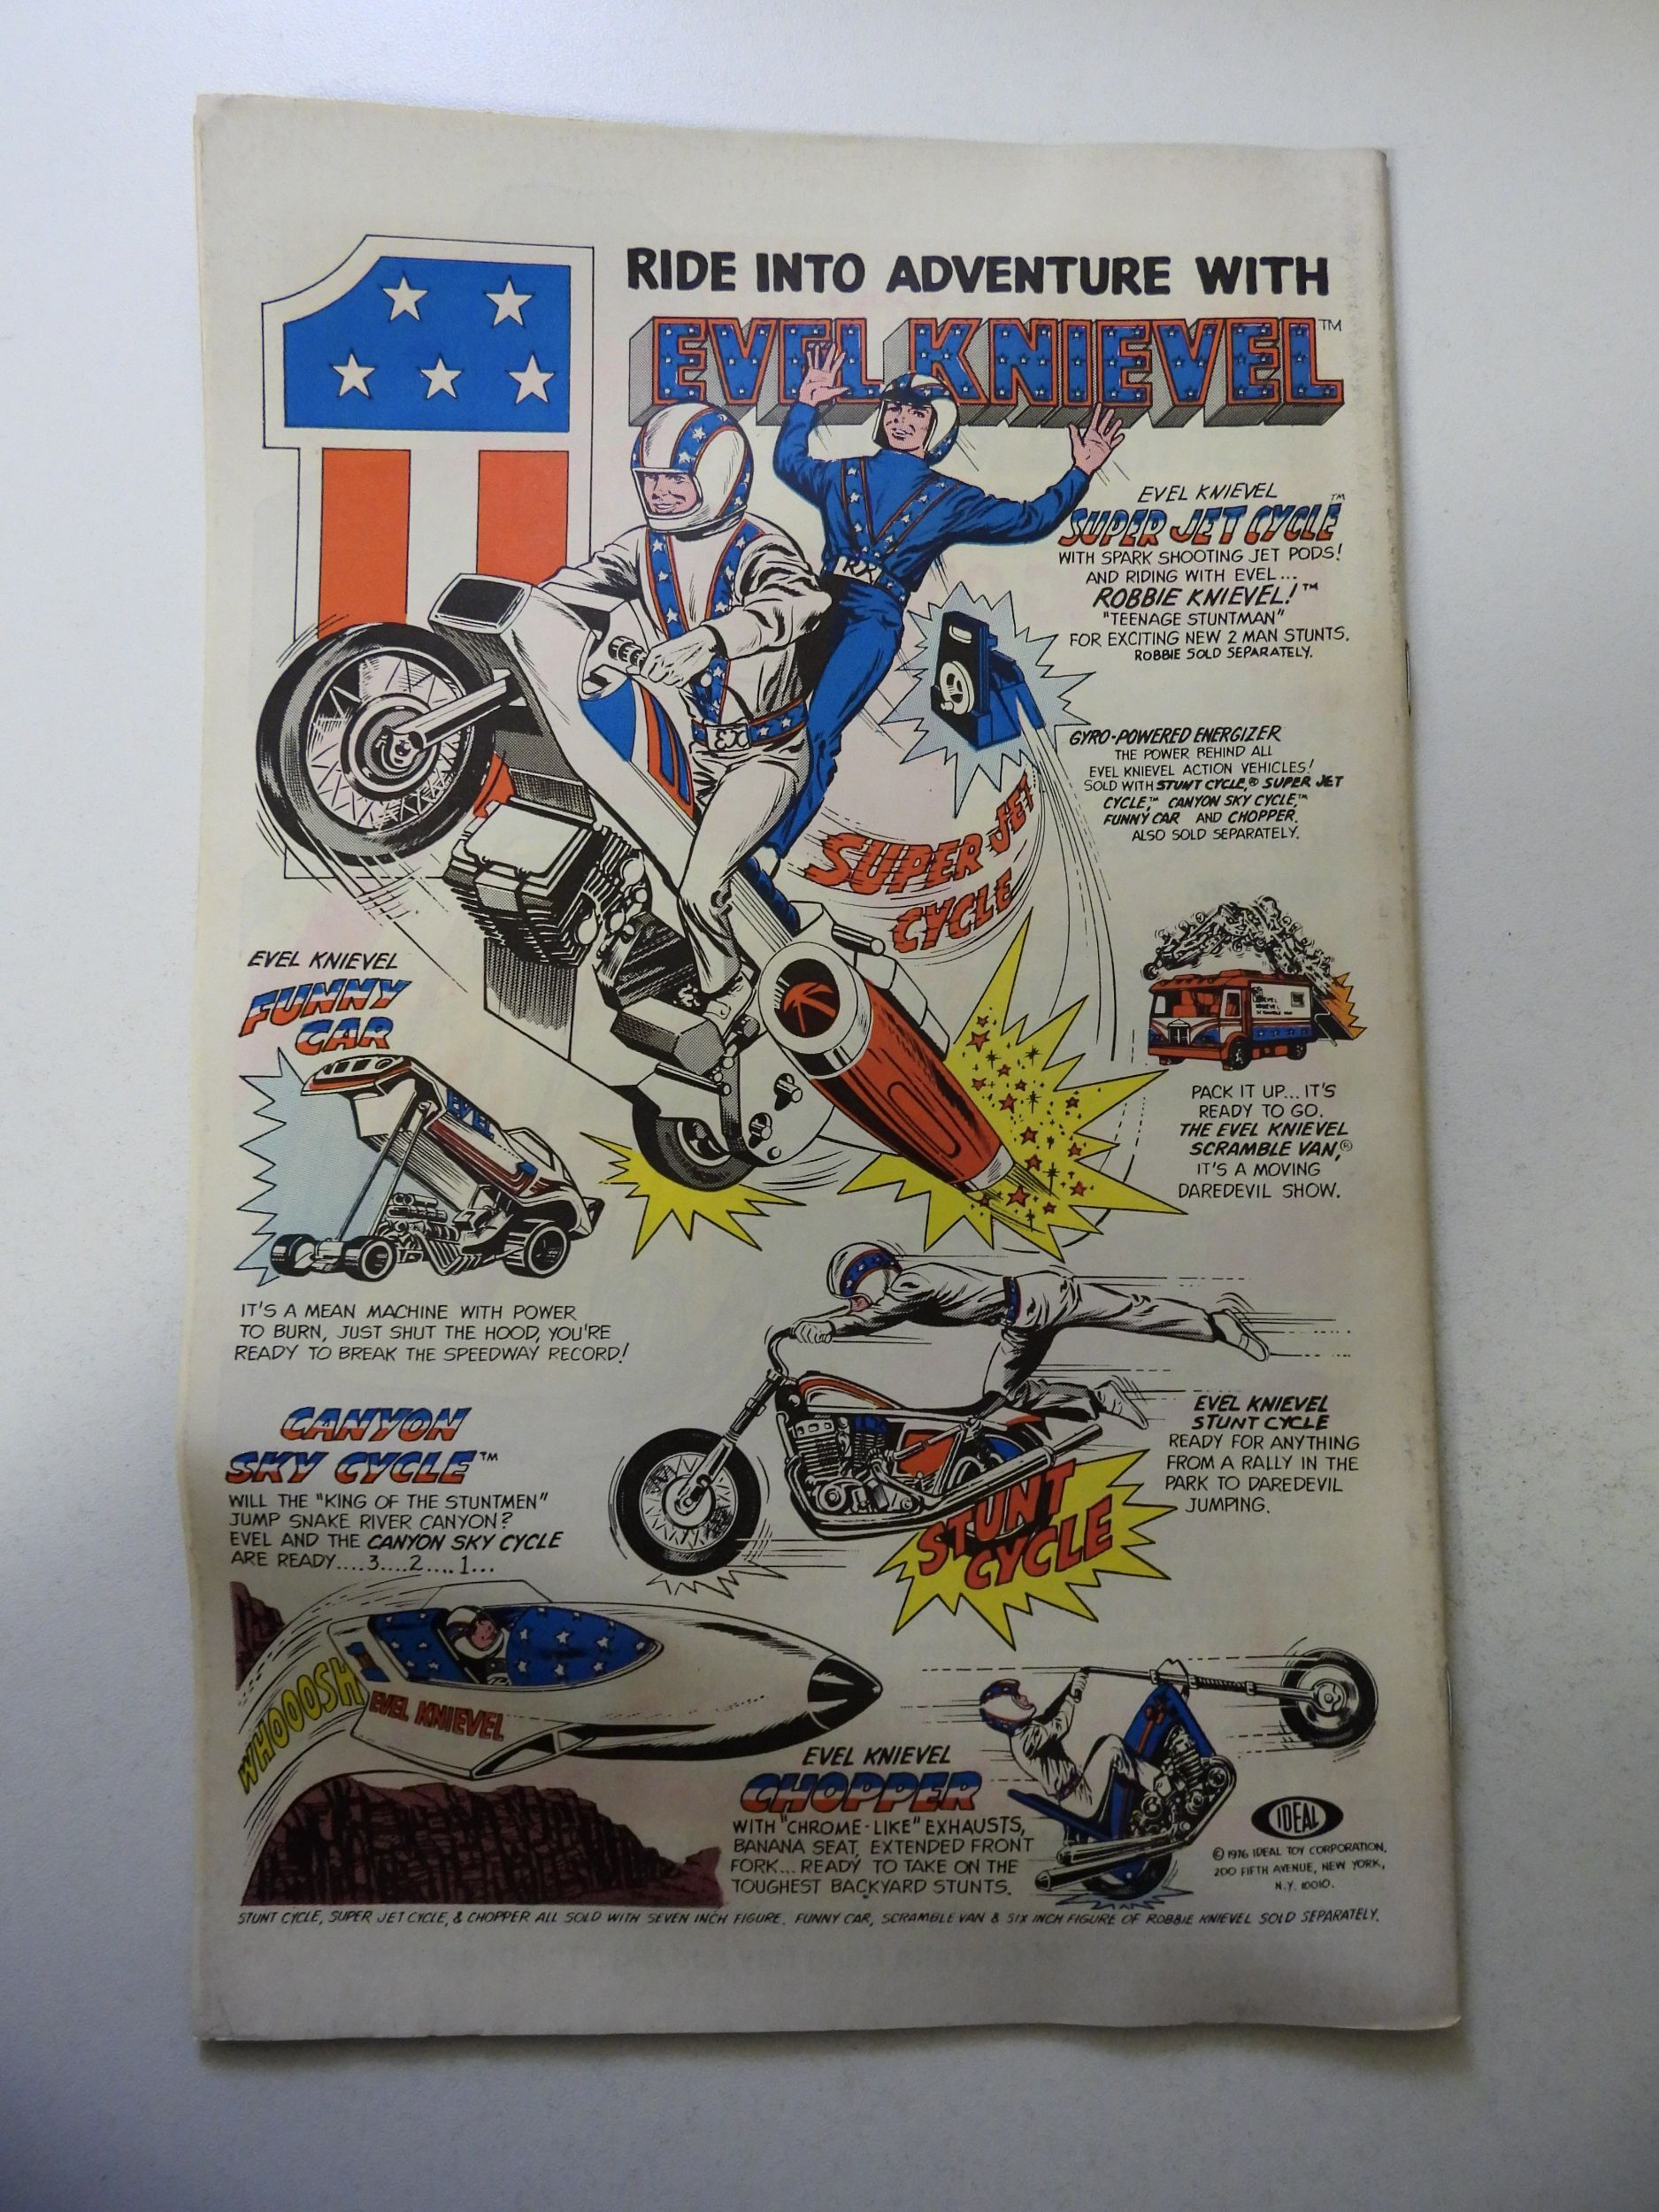 RIDE INTO ADVENTURE WITH
EVEL KNIEVEL™
EVEL KNIEVEL
SUPER JET CYCLE™
WITH SPARK SHOOTING JET PODS!
AND RIDING WITH EVEL...
ROBBIE KNIEVEL!™
"TEENAGE STUNTMAN"
FOR EXCITING NEW 2 MAN STUNTS.
ROBBIE SOLD SEPARATELY.
RK
EK
GYRO-POWERED ENERGIZER
THE POWER BEHIND ALL
EVEL KNIEVEL ACTION VEHICLES!
SOLD WITH STUNT CYCLE,® SUPER JET
CYCLE,™ CANYON SKY CYCLE,™
FUNNY CAR AND CHOPPER.
ALSO SOLD SEPARATELY.
SUPER JET
CYCLE
EVEL KNIEVEL
FUNNY
CAR
EVEL
IT'S A MEAN MACHINE WITH POWER
TO BURN, JUST SHUT THE HOOD, YOU'RE
READY TO BREAK THE SPEEDWAY RECORD!
PACK IT UP...IT'S
READY TO GO.
THE EVEL KNIEVEL
SCRAMBLE VAN,®
IT'S A MOVING
DAREDEVIL SHOW.
EVEL KNIEVEL
STUNT CYCLE
READY FOR ANYTHING
FROM A RALLY IN THE
PARK TO DAREDEVIL
JUMPING.
STUNT
CYCLE
CANYON
SKY CYCLE™
WILL THE "KING OF THE STUNTMEN"
JUMP SNAKE RIVER CANYON?
EVEL AND THE CANYON SKY CYCLE
ARE READY....3....2....1...
WHOOOSH
EVEL KNIEVEL
EVEL KNIEVEL
CHOPPER
WITH "CHROME-LIKE" EXHAUSTS,
BANANA SEAT, EXTENDED FRONT
FORK...READY TO TAKE ON THE
TOUGHEST BACKYARD STUNTS.
IDEAL
© 1976 IDEAL TOY CORPORATION,
200 FIFTH AVENUE, NEW YORK,
N.Y. 10010.
STUNT CYCLE, SUPER JET CYCLE, & CHOPPER ALL SOLD WITH SEVEN INCH FIGURE. FUNNY CAR, SCRAMBLE VAN & SIX INCH FIGURE OF ROBBIE KNIEVEL SOLD SEPARATELY.